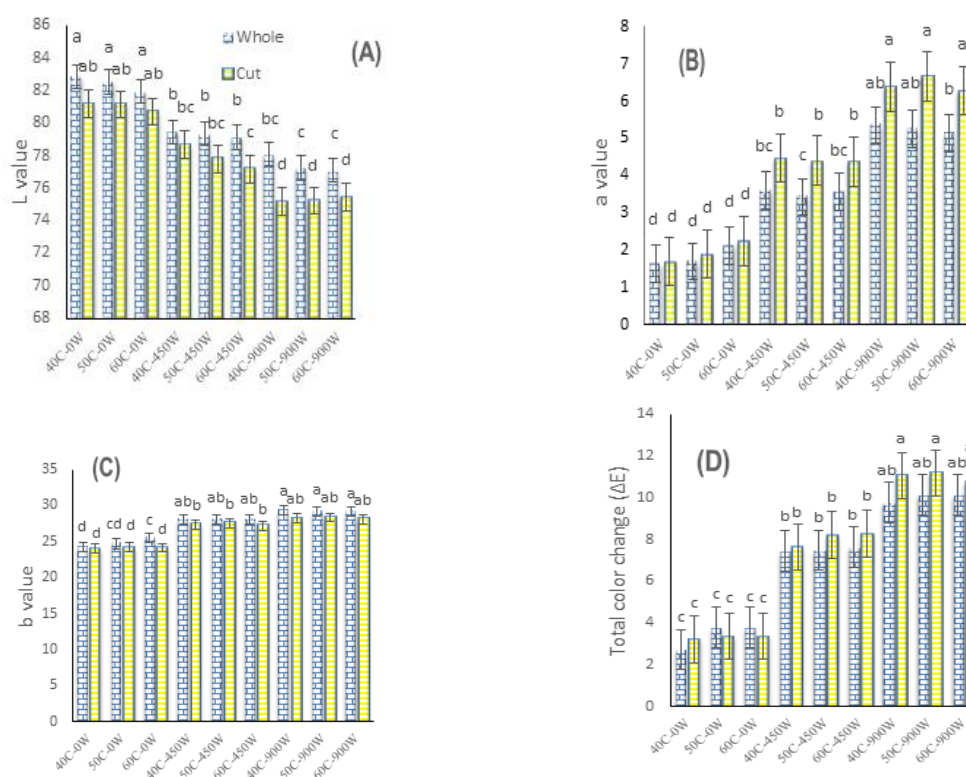 86
84
82
80
78
76
74
72
70
68
L value
Whole
Cut
(A)
a ab a ab a ab b bc b d b c bc d c d c d
40C-0W 50C-0W 60C-0W 40C-450W 50C-450W 60C-450W 40C-900W 50C-900W 60C-900W
8
7
6
5
4
3
2
1
0
a value
(B)
d d d d d d bc b c b bc b ab a ab a b a
40C-0W 50C-0W 60C-0W 40C-450W 50C-450W 60C-450W 40C-900W 50C-900W 60C-900W
35
30
25
20
15
10
5
0
b value
(C)
d d cd d c d ab b ab b ab b a ab a ab a ab
40C-0W 50C-0W 60C-0W 40C-450W 50C-450W 60C-450W 40C-900W 50C-900W 60C-900W
14
12
10
8
6
4
2
0
Total color change (ΔE)
(D)
c c c c c c b b b b b b ab a ab a ab
40C-0W 50C-0W 60C-0W 40C-450W 50C-450W 60C-450W 40C-900W 50C-900W 60C-900W